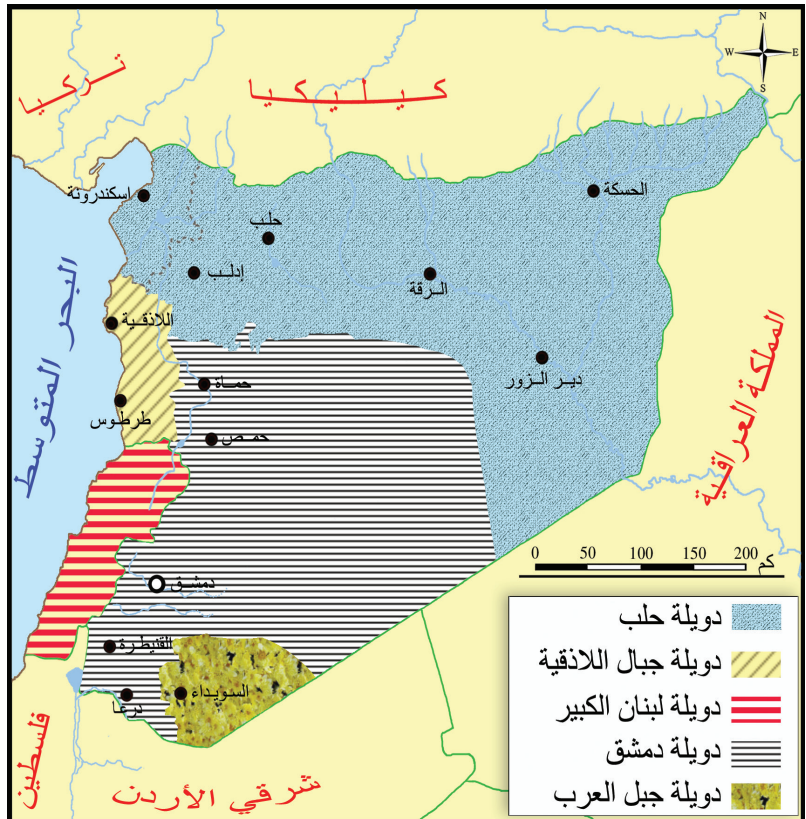 N
W E
S
تركيا
كيليكيا
اسكندرونة
الحسكة
حلب
إدلب
الرقة
البحر المتوسط
اللاذقية
المملكة العراقية
دير الزور
حماة
طرطوس
حمص
0 50 100 150 200 كم
دمشق
القنيطرة
السويداء
درعا
فلسطين
شرقي الأردن
دويلة حلب
دويلة جبال اللاذقية
دويلة لبنان الكبير
دويلة دمشق
دويلة جبل العرب